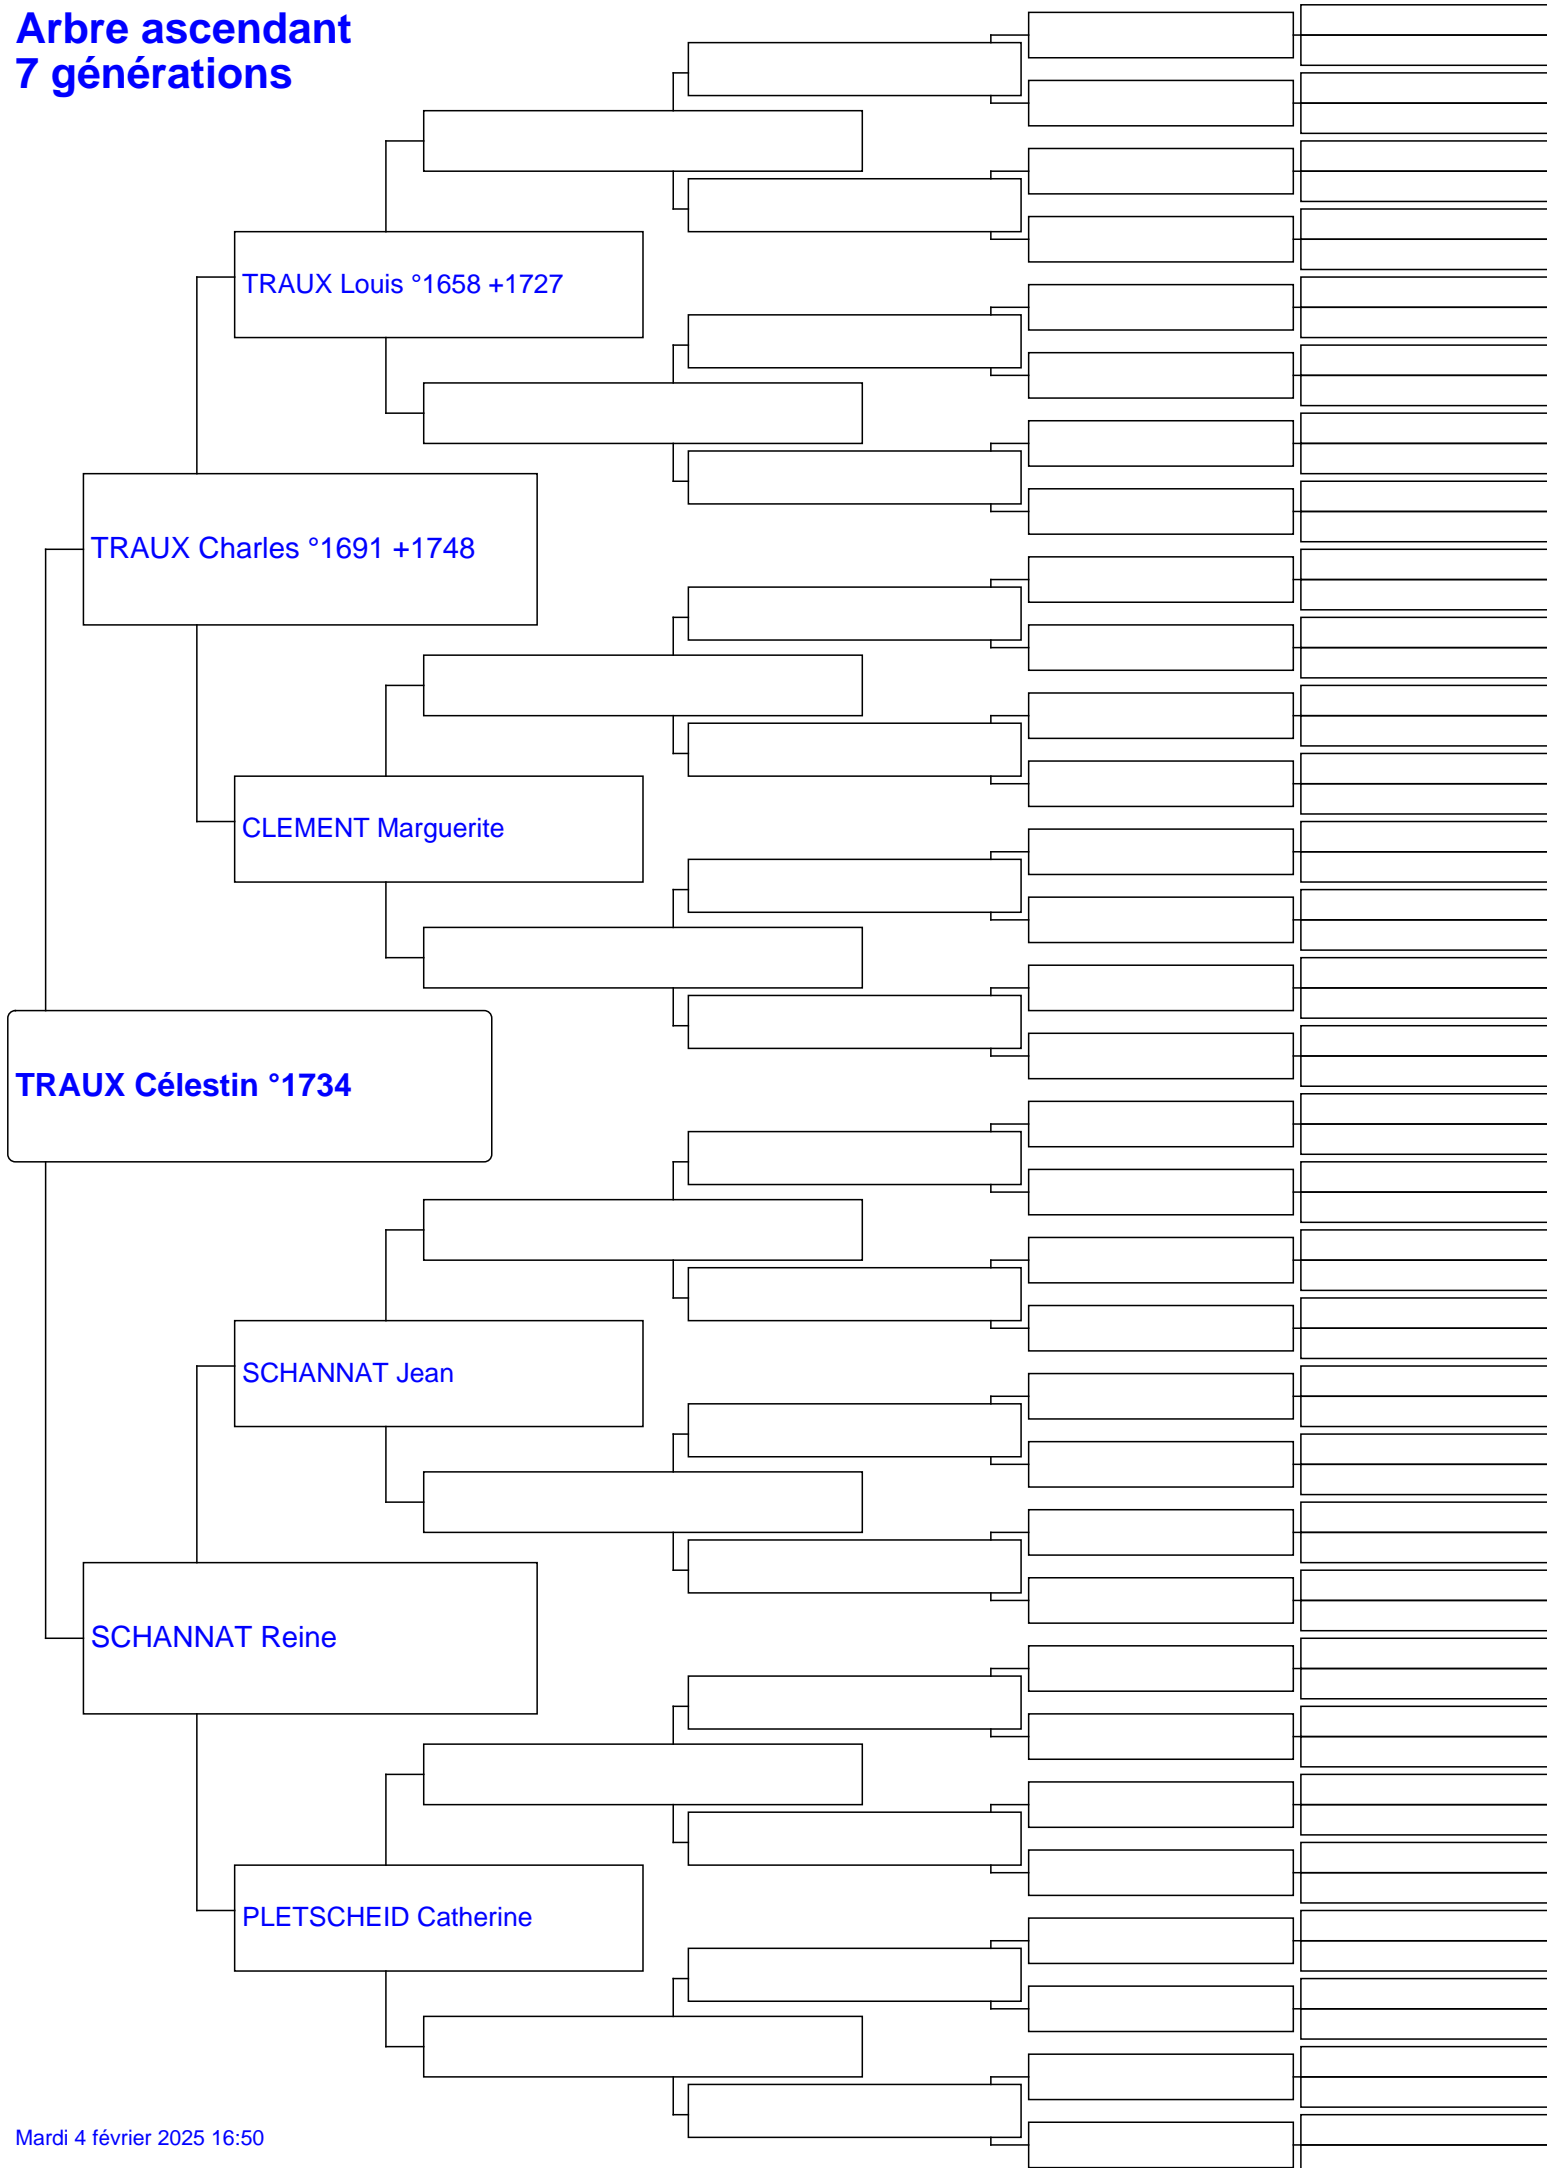 Arbre ascendant
7 générations
TRAUX Louis °1658 +1727
TRAUX Charles °1691 +1748
CLEMENT Marguerite
TRAUX Célestin °1734
SCHANNAT Jean
SCHANNAT Reine
PLETSCHEID Catherine
Mardi 4 février 2025 16:50